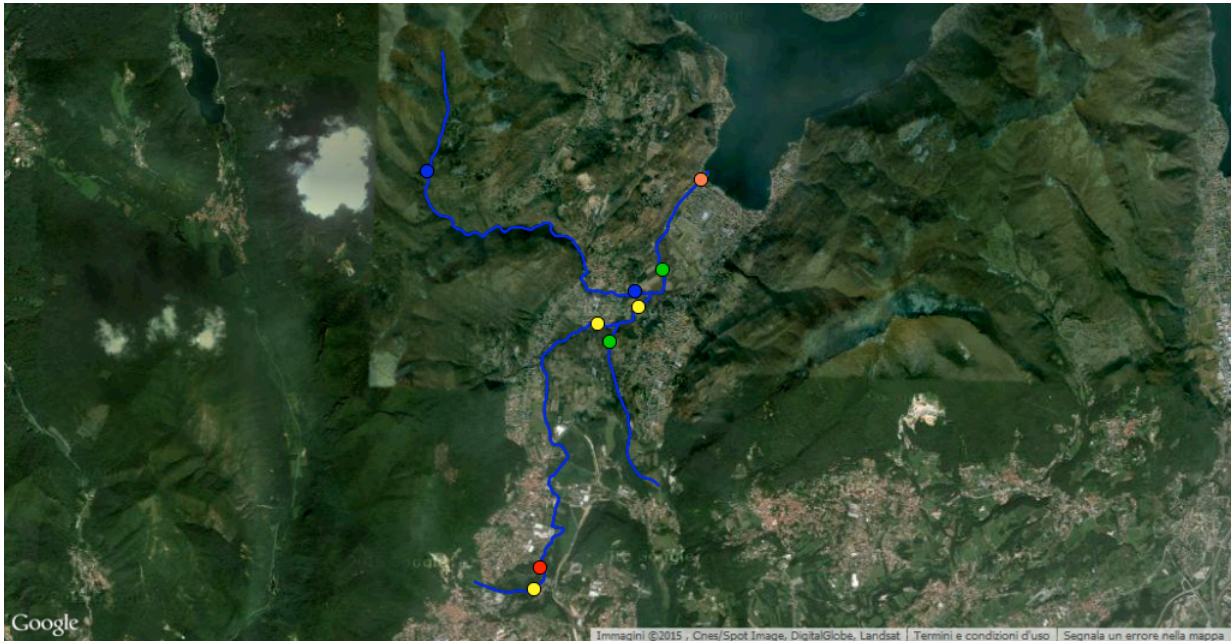 Google
Immagini ©2015 , Cnes/Spot Image, DigitalGlobe, Landsat
Termini e condizioni d'uso
Segnala un errore nella mappa